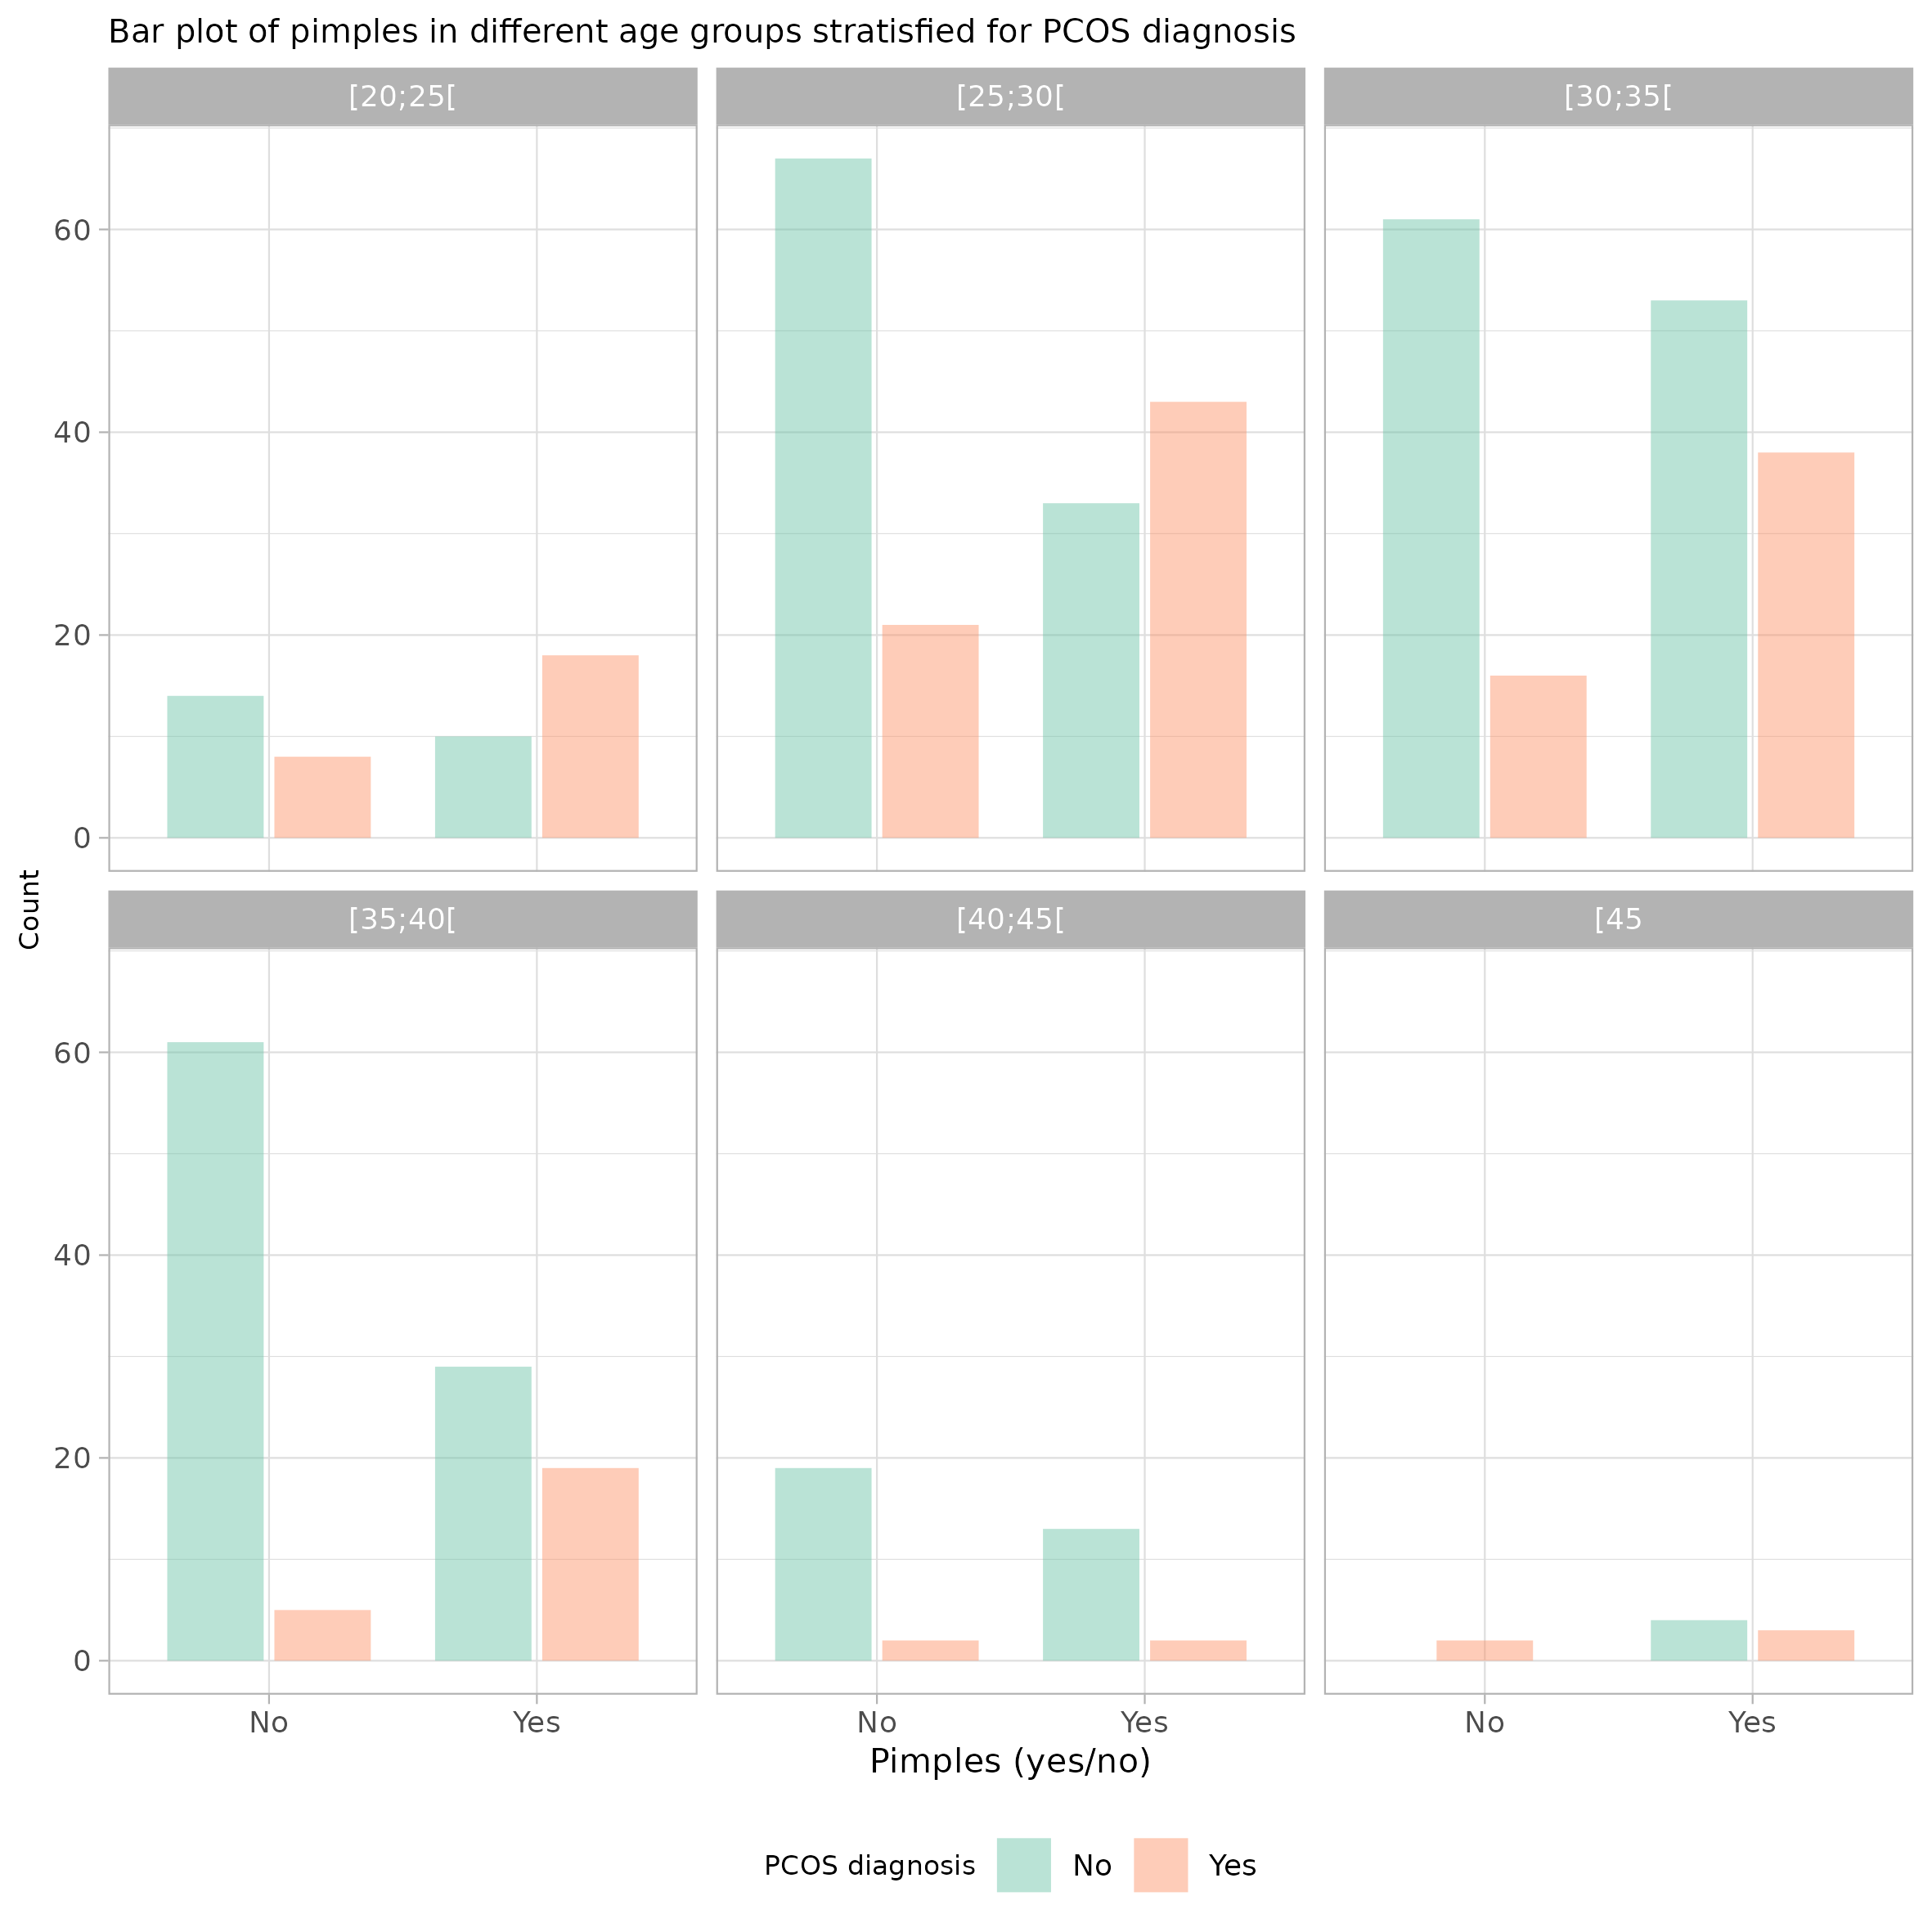 Bar plot of pimples in different age groups stratisfied for PCOS diagnosis
[20;25[
[25;30[
[30;35[
60
40
20
0
Count
[35;40[
[40;45[
[45
60
40
20
0
No
Yes
No
Yes
No
Yes
Pimples (yes/no)
PCOS diagnosis
No
Yes